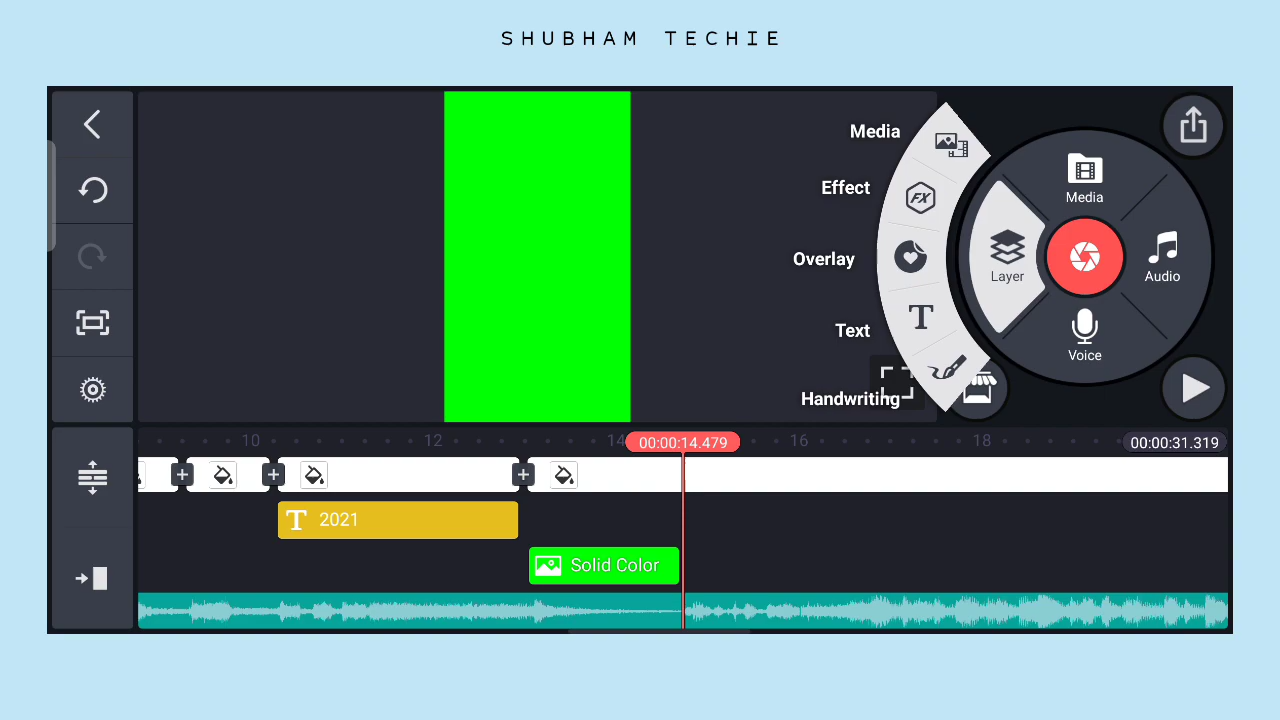 SHUBHAM TECHIE
Media
Effect
Overlay
Text
Handwriting
Media
Layer
Audio
Voice
10
12
14
00:00:14.479
16
18
00:00:31.319
T 2021
Solid Color